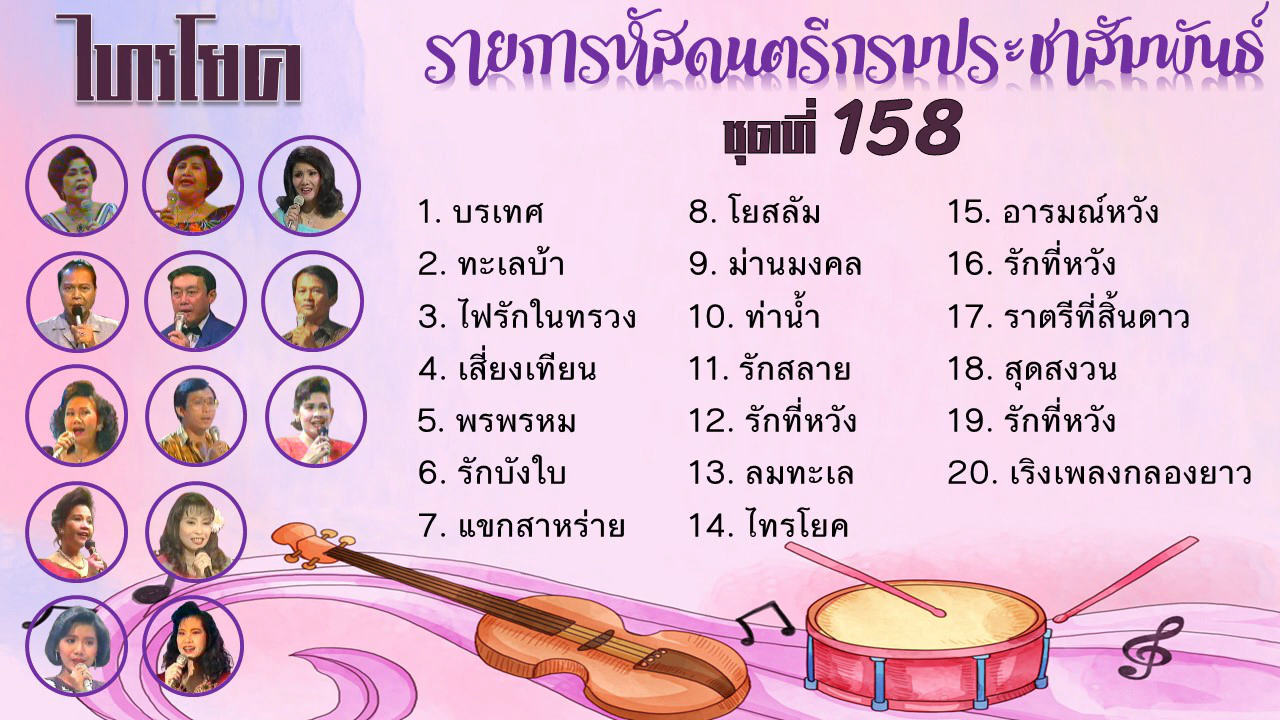 ไทรโยค
รายการหัสดนตรีกรมประชาสัมพันธ์
ชุดที่ 158
1. บรเทศ
2. ทะเลบ้า
3. ไฟรักในทรวง
4. เสี่ยงเทียน
5. พรพรหม
6. รักบังใบ
7. แขกสาหร่าย
8. โยสลัม
9. ม่านมงคล
10. ท่าน้ำ
11. รักสลาย
12. รักที่หวัง
13. ลมทะเล
14. ไทรโยค
15. อารมณ์หวัง
16. รักที่หวัง
17. ราตรีที่สิ้นดาว
18. สุดสงวน
19. รักที่หวัง
20. เริงเพลงกลองยาว